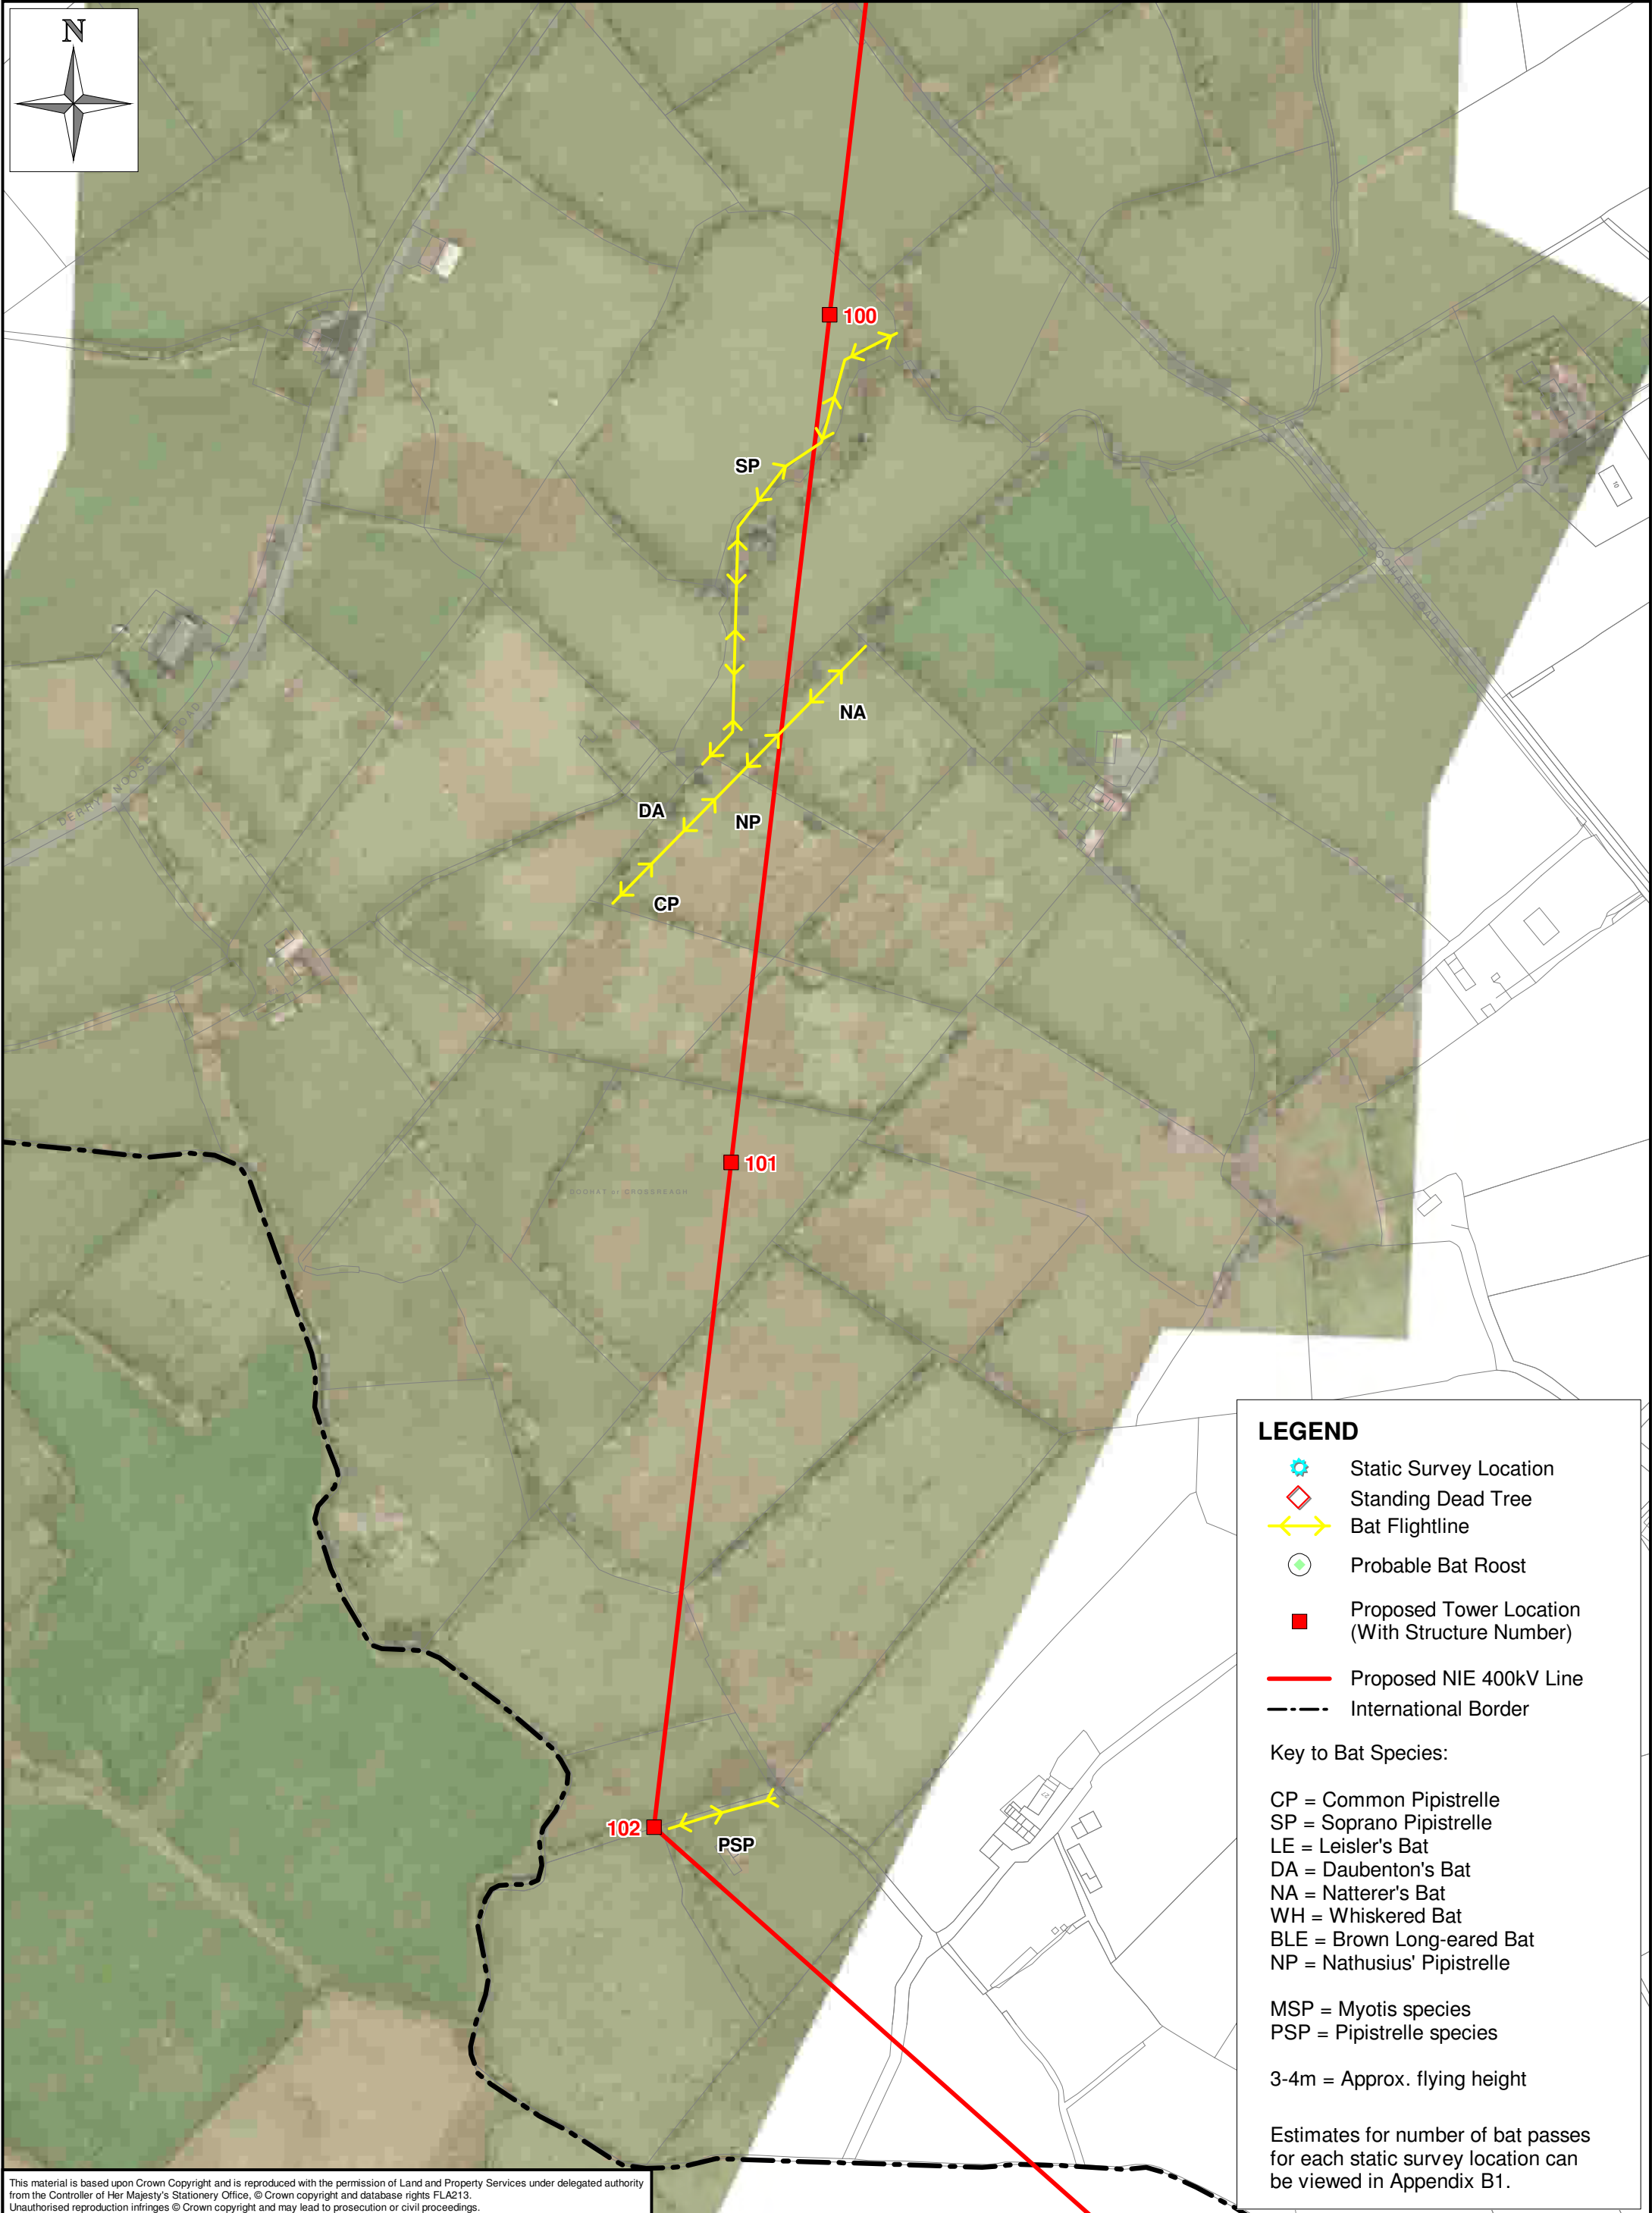 N
100
SP
NA
DA
NP
CP
ROAD
101
102
PSP
LEGEND
Static Survey Location
Standing Dead Tree
Bat Flightline
Probable Bat Roost
Proposed Tower Location
(With Structure Number)
Proposed NIE 400kV Line
International Border
Key to Bat Species:
CP = Common Pipistrelle
SP = Soprano Pipistrelle
LE = Leisler's Bat
DA = Daubenton's Bat
NA = Natterer's Bat
WH = Whiskered Bat
BLE = Brown Long-eared Bat
NP = Nathusius' Pipistrelle
MSP = Myotis species
PSP = Pipistrelle species
3-4m = Approx. flying height
Estimates for number of bat passes
for each static survey location can
be viewed in Appendix B1.
This material is based upon Crown Copyright and is reproduced with the permission of Land and Property Services under delegated authority
from the Controller of Her Majesty's Stationery Office, © Crown copyright and database rights FLA213.
Unauthorised reproduction infringes © Crown copyright and may lead to prosecution or civil proceedings.